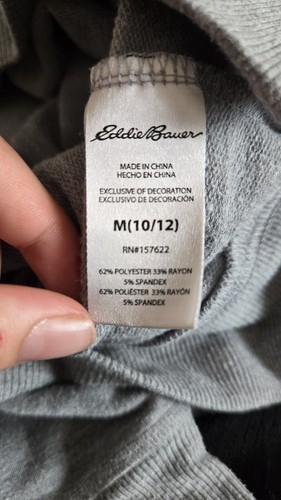 Eddie Bauer
MADE IN CHINA
HECHO EN CHINA
EXCLUSIVE OF DECORATION
EXCLUSIVO DE DECORACIÓN
M(10/12)
RN#157622
62% POLYESTER 33% RAYON
5% SPANDEX
62% POLIÉSTER 33% RAYÓN
5% SPANDEX